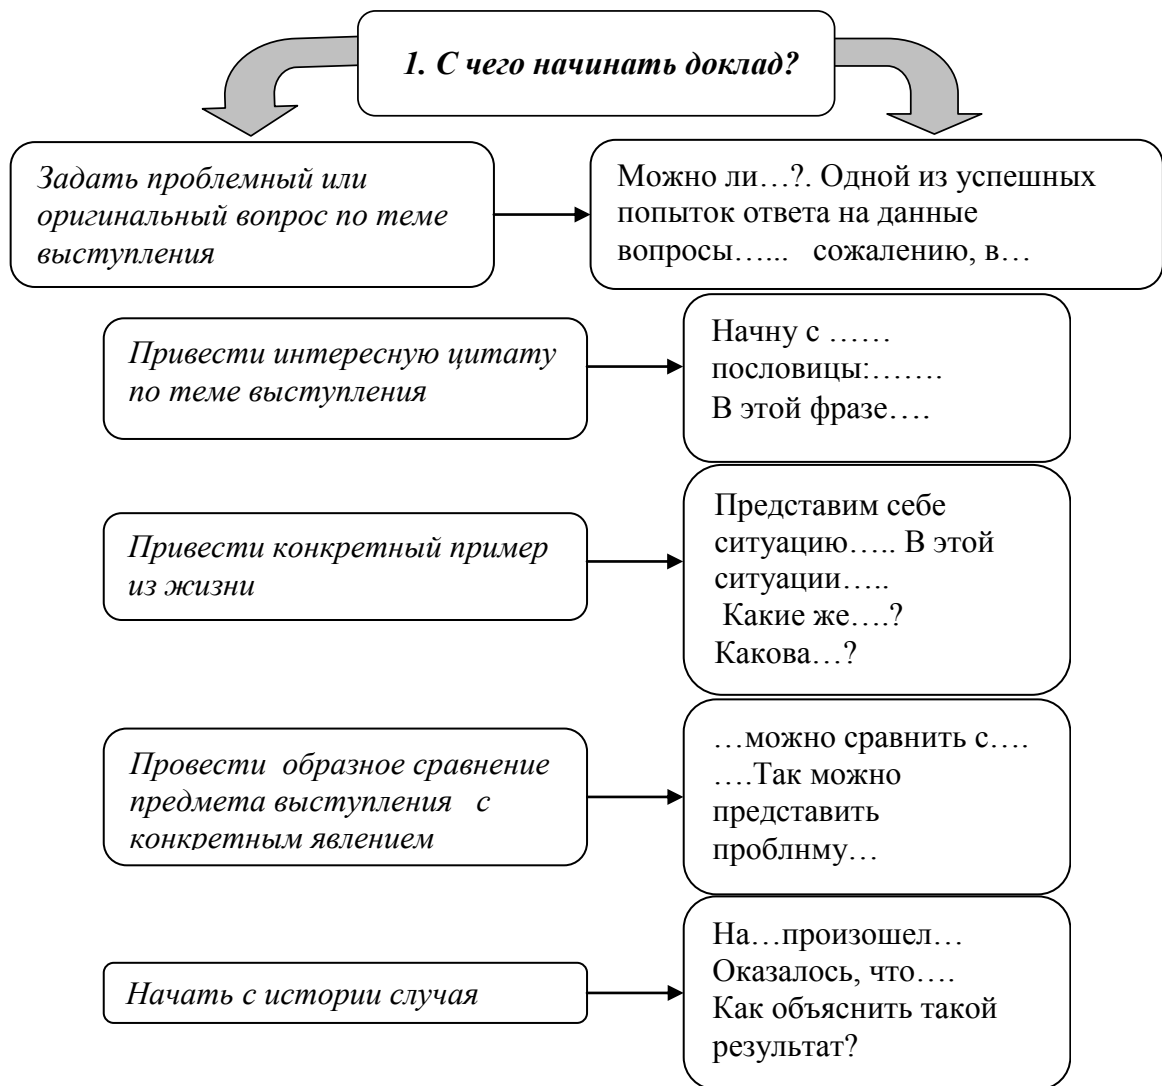 1. С чего начинать доклад?
Задать проблемный или
оригинальный вопрос по теме
выступления
Можно ли…?. Одной из успешных
попыток ответа на данные
вопросы…... сожалению, в…
Привести интересную цитату
по теме выступления
Начну с ……
пословицы:…….
В этой фразе….
Привести конкретный пример
из жизни
Представим себе
ситуацию….. В этой
ситуации…..
Какие же….?
Какова…?
Провести образное сравнение
предмета выступления с
конкретным явлением
…можно сравнить с….
….Так можно
представить
проблнму…
Начать с истории случая
На…произошел…
Оказалось, что….
Как объяснить такой
результат?